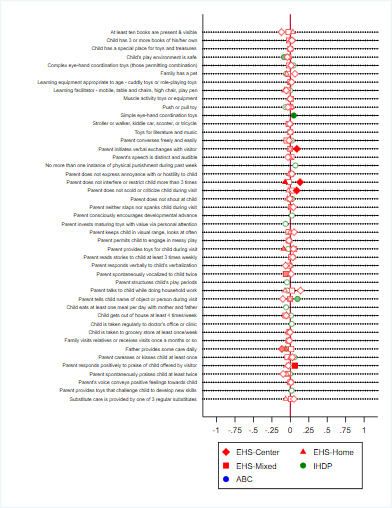 At least ten books are present & visible
Child has 3 or more books of his/her own
Child has a special place for toys and treasures
Child's play environment is safe
Complex eye-hand coordination toys (those permitting combination)
Family has a pet
Learning equipment appropriate to age - cuddly toys or role-playing toys
Learning facilitator - mobile, table and chairs, high chair, play pen
Muscle activity toys or equipment
Push or pull toy
Simple eye-hand coordination toys
Stroller or walker, kiddie car, scooter, or tricycle
Toys for literature and music
Parent converses freely and easily
Parent initiates verbal exchanges with visitor
Parent's speech is distinct and audible
No more than one instance of physical punishment during past week
Parent does not express annoyance with or hostility to child
Parent does not interfere or restrict child more than 3 times
Parent does not scold or criticize child during visit
Parent does not shout at child
Parent neither slaps nor spanks child during visit
Parent consciously encourages developmental advance
Parent invests maturing toys with value via personal attention
Parent keeps child in visual range, looks at often
Parent permits child to engage in messy play
Parent provides toys for child during visit
Parent reads stories to child at least 3 times weekly
Parent responds verbally to child's verbalization
Parent spontaneously vocalized to child twice
Parent structures child's play periods
Parent talks to child while doing household work
Parent tells child name of object or person during visit
Child eats at least one meal per day with mother and father
Child gets out of house at least 4 times/week
Child is taken regularly to doctor's office or clinic
Child is taken to grocery store at least once/week
Family visits relatives or receives visits once a months or so
Father provides some care daily
Parent caresses or kisses child at least once
Parent responds positively to praise of child offered by visitor
Parent spontaneously praises child at least twice
Parent's voice conveys positive feelings towards child
Parent provides toys that challenge child to develop new skills
Substitute care is provided by one of 3 regular substitutes
-1 -.75 -.5 -.25 0 .25 .5 .75 1
EHS-Center EHS-Home
EHS-Mixed IHDP
ABC